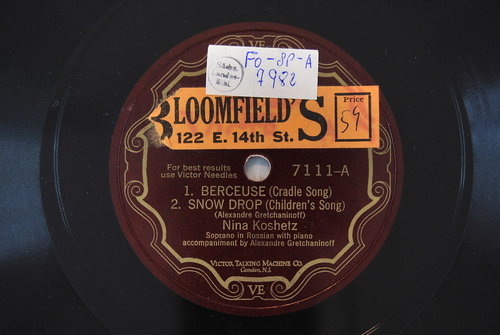 VE
FO-8P-A
7982
BLOOMFIELD'S
122 E. 14th St.
Price
59
For best results
use Victor Needles
7111-A
1. BERCEUSE (Cradle Song)
2. SNOW DROP (Children's Song)
(Alexandre Gretchaninoff)
Nina Koshetz
Soprano in Russian with piano
accompaniment by Alexandre Gretchaninoff
VICTOR TALKING MACHINE CO.
Camden, N.J.
VE